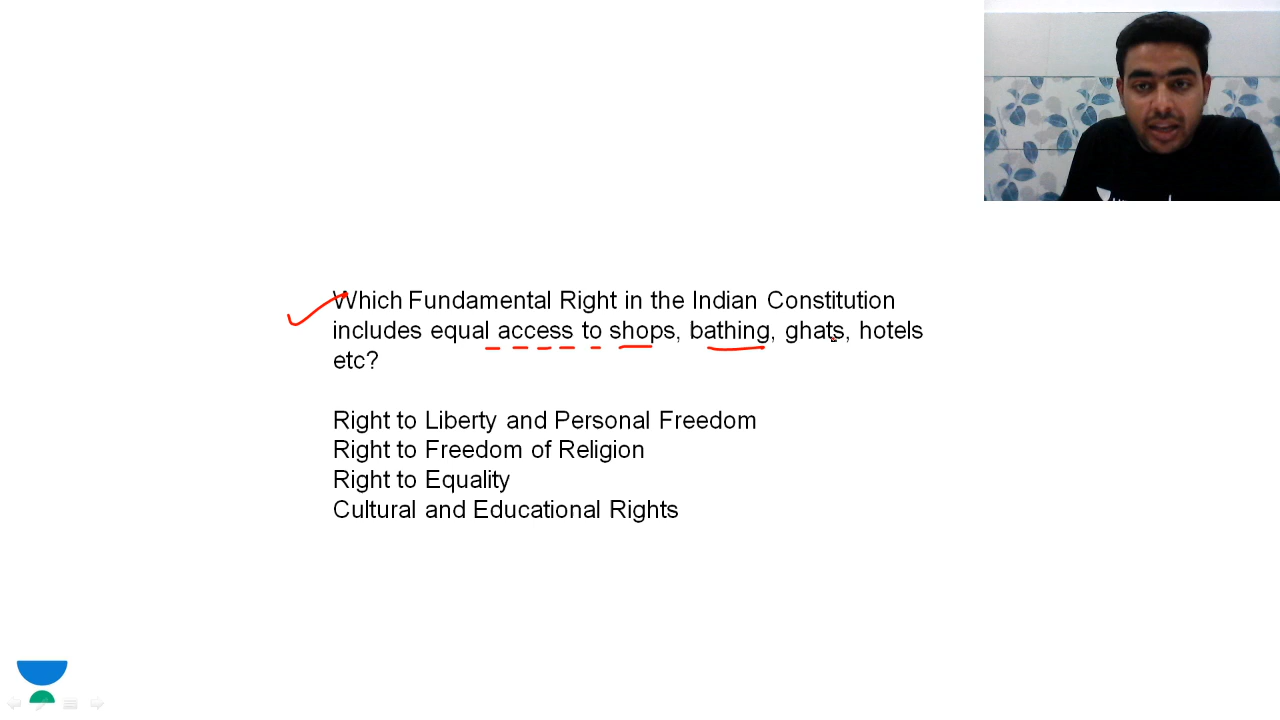 Which Fundamental Right in the Indian Constitution
includes equal access to shops, bathing, ghats, hotels
etc?
Right to Liberty and Personal Freedom
Right to Freedom of Religion
Right to Equality
Cultural and Educational Rights